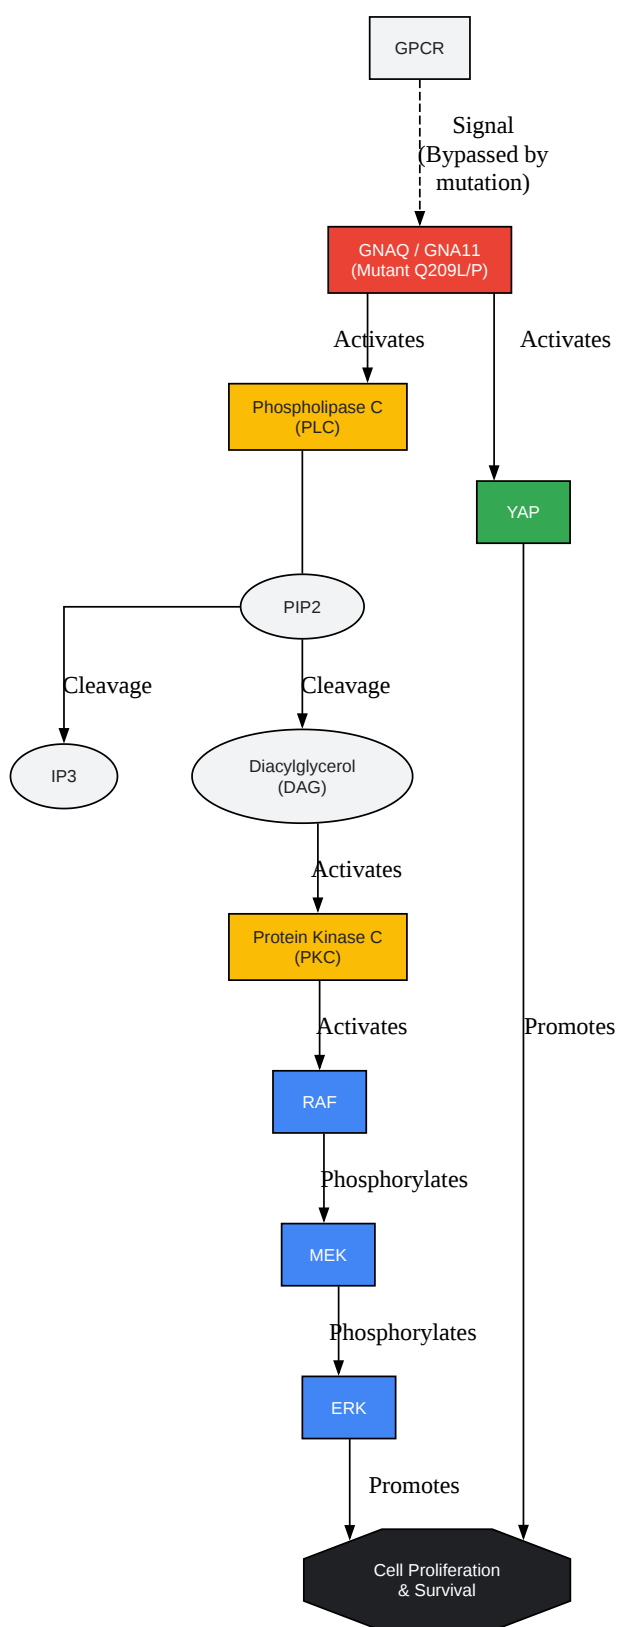 GPCR
Signal
(Bypassed by
mutation)
GNAQ / GNA11
(Mutant Q209L/P)
Activates
Activates
Phospholipase C
(PLC)
YAP
PIP2
Cleavage
Cleavage
IP3
Diacylglycerol
(DAG)
Activates
Protein Kinase C
(PKC)
Activates
Promotes
RAF
Phosphorylates
MEK
Phosphorylates
ERK
Promotes
Cell Proliferation
& Survival